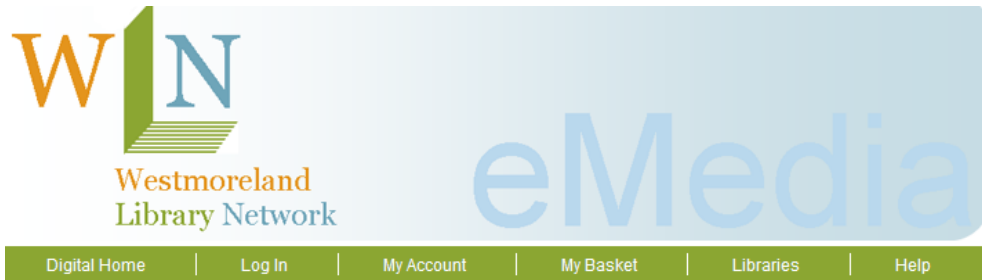 WLN
Westmoreland
Library Network
eMedia
Digital Home | Log In | My Account | My Basket | Libraries | Help